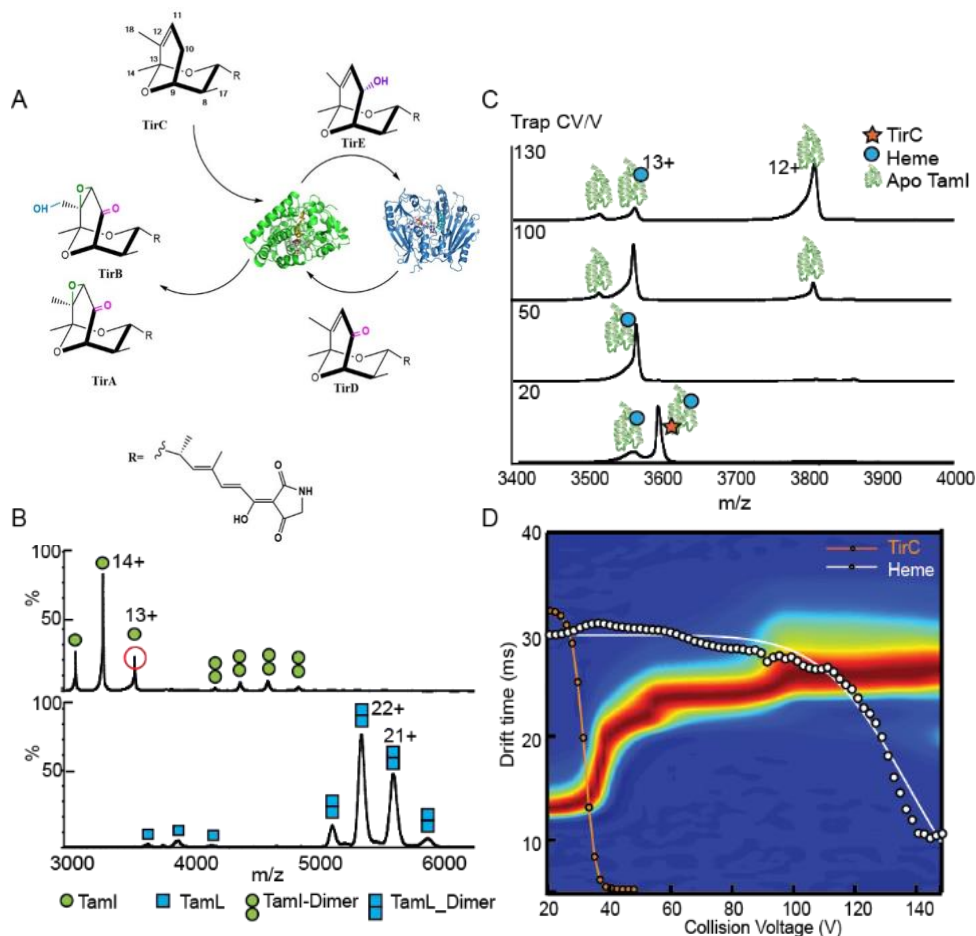 A
18
12
11
13
10
14
O
R
O
9
8
17
TirC
OH
O
R
O
TirE
HO
O
O
O
R
O
TirB
O
O
O
R
O
TirA
O
O
R
O
TirD
R=
HO
O
NH
O
B
100
%
50
14+
13+
100
%
50
22+
21+
3000 4000 5000 6000
m/z
TamI TamL TamI-Dimer TamL_Dimer
C
Trap CV/V
TirC
Heme
Apo TamI
130
13+
12+
100
50
20
3400 3500 3600 3700 3800 3900 4000
m/z
D
40
30
20
10
Drift time (ms)
TirC
Heme
20 40 60 80 100 120 140
Collision Voltage (V)